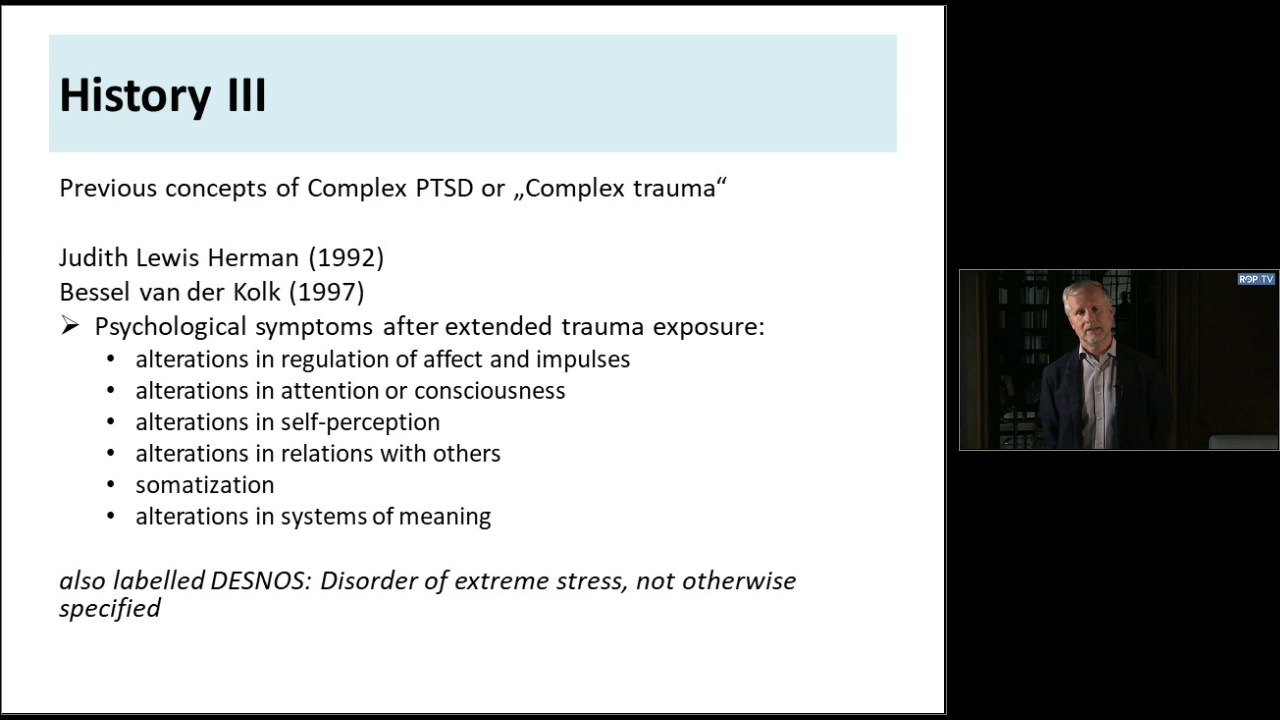 History III
Previous concepts of Complex PTSD or „Complex trauma“
Judith Lewis Herman (1992)
Bessel van der Kolk (1997)
➢ Psychological symptoms after extended trauma exposure:
• alterations in regulation of affect and impulses
• alterations in attention or consciousness
• alterations in self-perception
• alterations in relations with others
• somatization
• alterations in systems of meaning
also labelled DESNOS: Disorder of extreme stress, not otherwise
specified
ROP TV